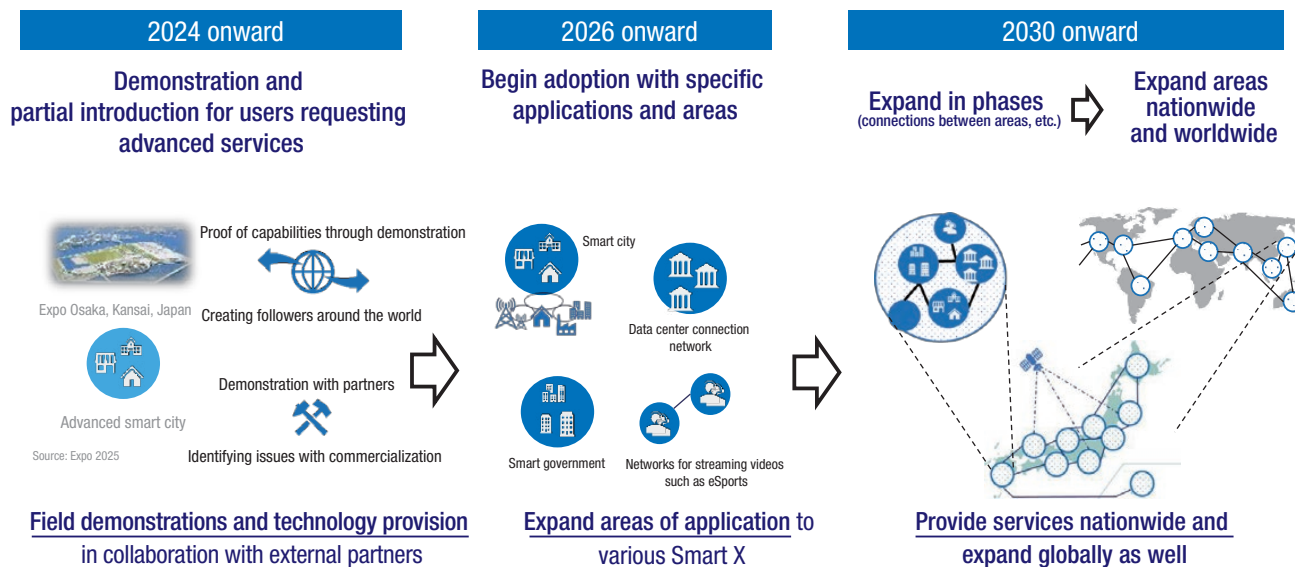 2024 onward
Demonstration and
partial introduction for users requesting
advanced services
Proof of capabilities through demonstration
Expo Osaka, Kansai, Japan
Creating followers around the world
Demonstration with partners
Advanced smart city
Source: Expo 2025
Identifying issues with commercialization
Field demonstrations and technology provision
in collaboration with external partners
2026 onward
Begin adoption with specific
applications and areas
Smart city
Data center connection
network
Smart government
Networks for streaming videos
such as eSports
Expand areas of application to
various Smart X
2030 onward
Expand in phases
(connections between areas, etc.)
Expand areas
nationwide
and worldwide
Provide services nationwide and
expand globally as well